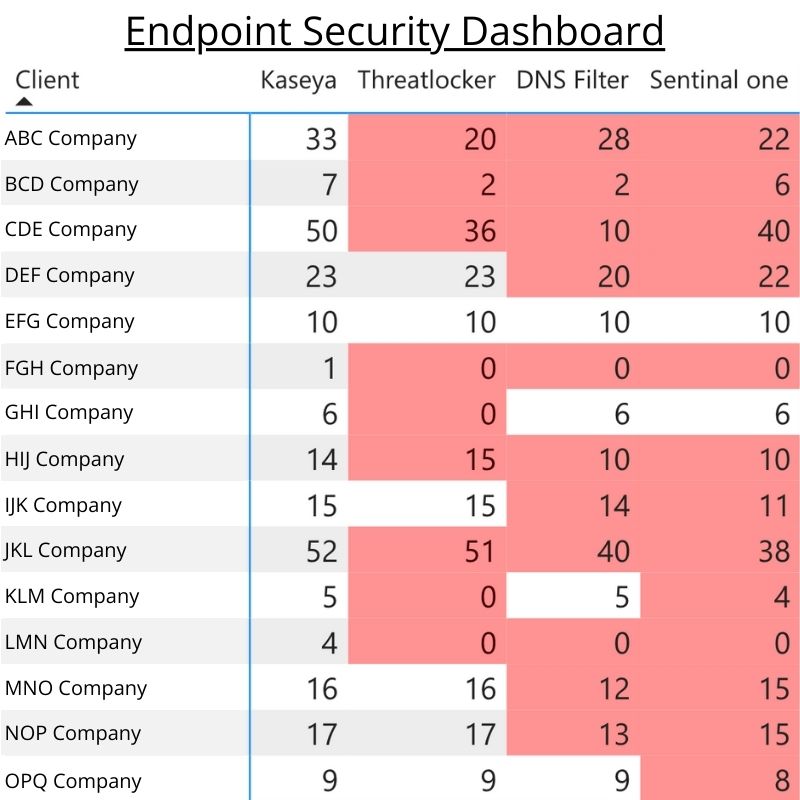 Endpoint Security Dashboard
Client Kaseya Threatlocker DNS Filter Sentinal one
ABC Company 33 20 28 22
BCD Company 7 2 2 6
CDE Company 50 36 10 40
DEF Company 23 23 20 22
EFG Company 10 10 10 10
FGH Company 1 0 0 0
GHI Company 6 0 6 6
HIJ Company 14 15 10 10
IJK Company 15 15 14 11
JKL Company 52 51 40 38
KLM Company 5 0 5 4
LMN Company 4 0 0 0
MNO Company 16 16 12 15
NOP Company 17 17 13 15
OPQ Company 9 9 9 8